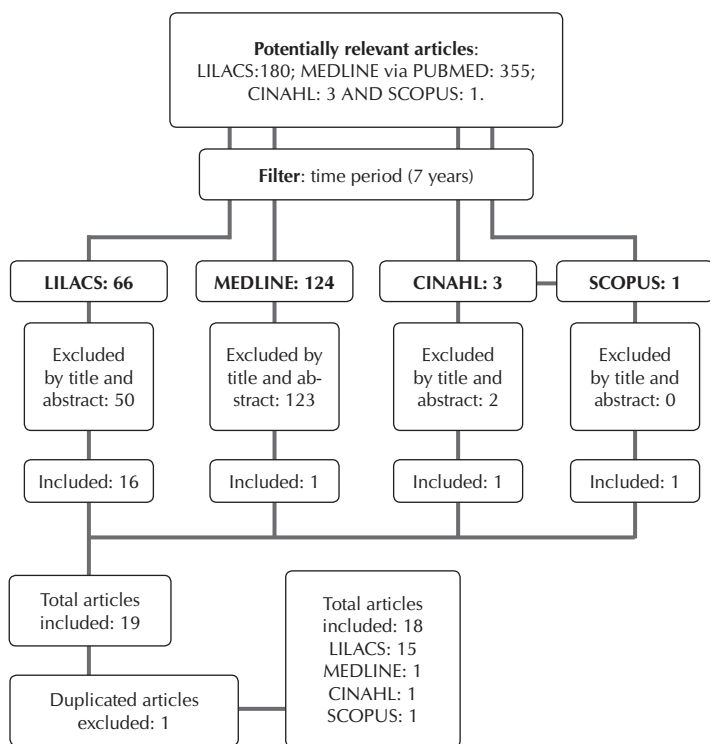 Potentially relevant articles:
LILACS:180; MEDLINE via PUBMED: 355;
CINAHL: 3 AND SCOPUS: 1.
Filter: time period (7 years)
LILACS: 66
MEDLINE: 124
CINAHL: 3
SCOPUS: 1
Excluded
by title and
abstract: 50
Excluded by
title and ab-
stract: 123
Excluded
by title and
abstract: 2
Excluded
by title and
abstract: 0
Included: 16
Included: 1
Included: 1
Included: 1
Total articles
included: 19
Duplicated articles
excluded: 1
Total articles
included: 18
LILACS: 15
MEDLINE: 1
CINAHL: 1
SCOPUS: 1